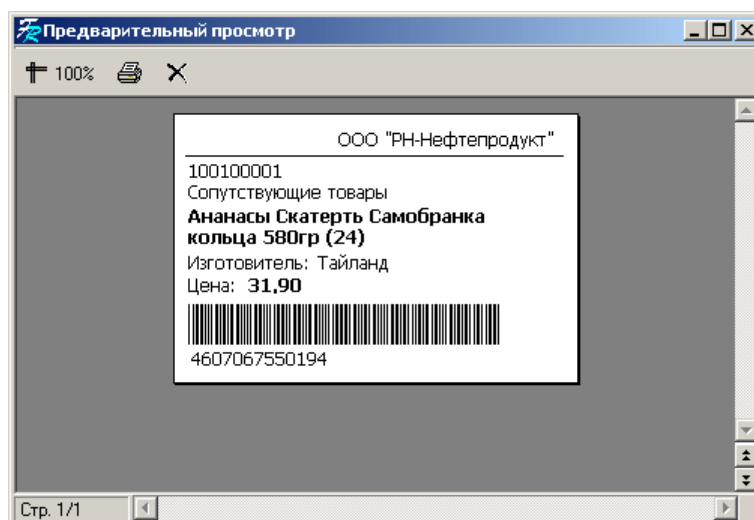 Предварительный просмотр
100%
ООО "РН-Нефтепродукт"
100100001
Сопутствующие товары
Ананасы Скатерть Самобранка
кольца 580гр (24)
Изготовитель: Тайланд
Цена: 31,90
4607067550194
Стр. 1/1